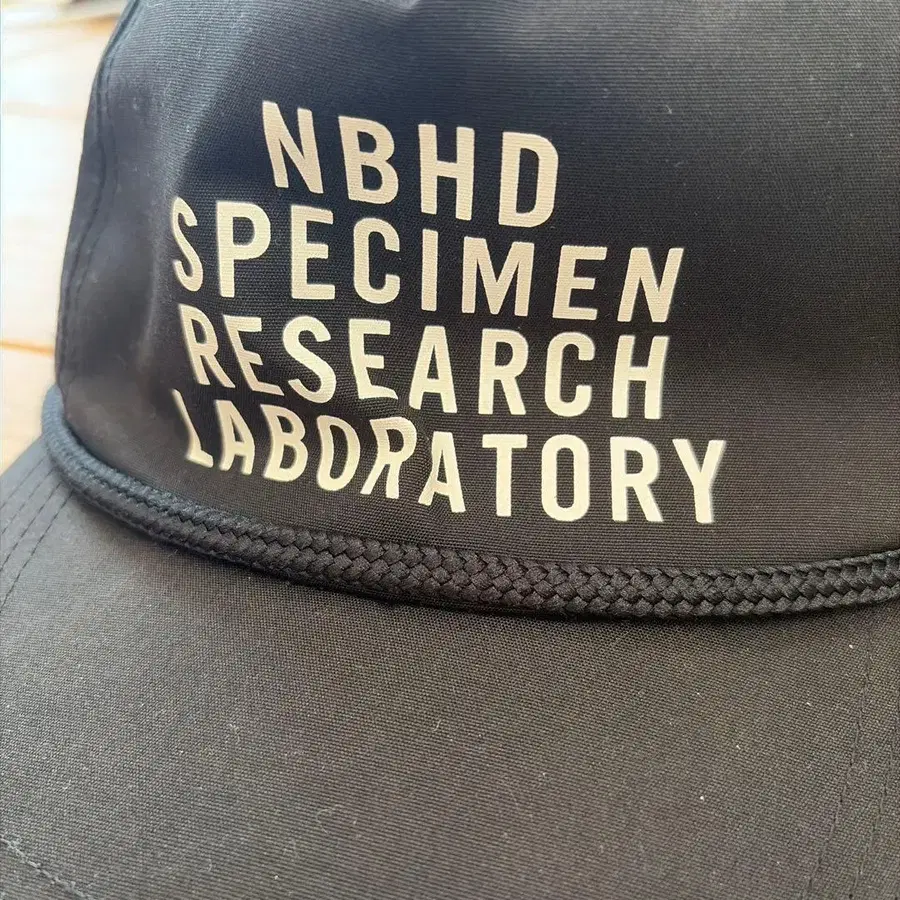 NBHD
SPECIMEN
RESEARCH
LABORATORY